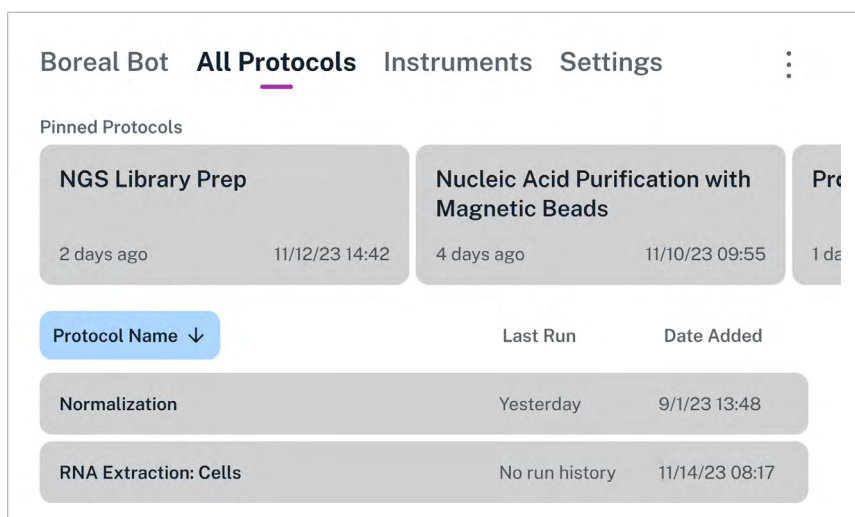 Boreal Bot All Protocols Instruments Settings
Pinned Protocols
NGS Library Prep
2 days ago 11/12/23 14:42
Nucleic Acid Purification with
Magnetic Beads
4 days ago 11/10/23 09:55
Protocol Name ↓ Last Run Date Added
Normalization Yesterday 9/1/23 13:48
RNA Extraction: Cells No run history 11/14/23 08:17